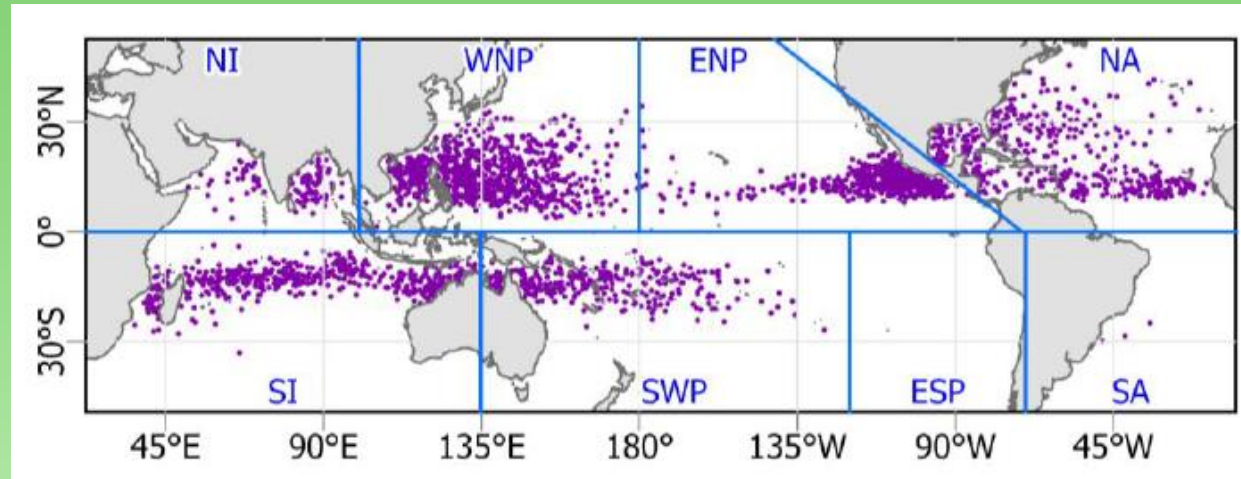 NI WNP ENP NA
30°N
0°
30°S
SI SWP ESP SA
45°E 90°E 135°E 180° 135°W 90°W 45°W